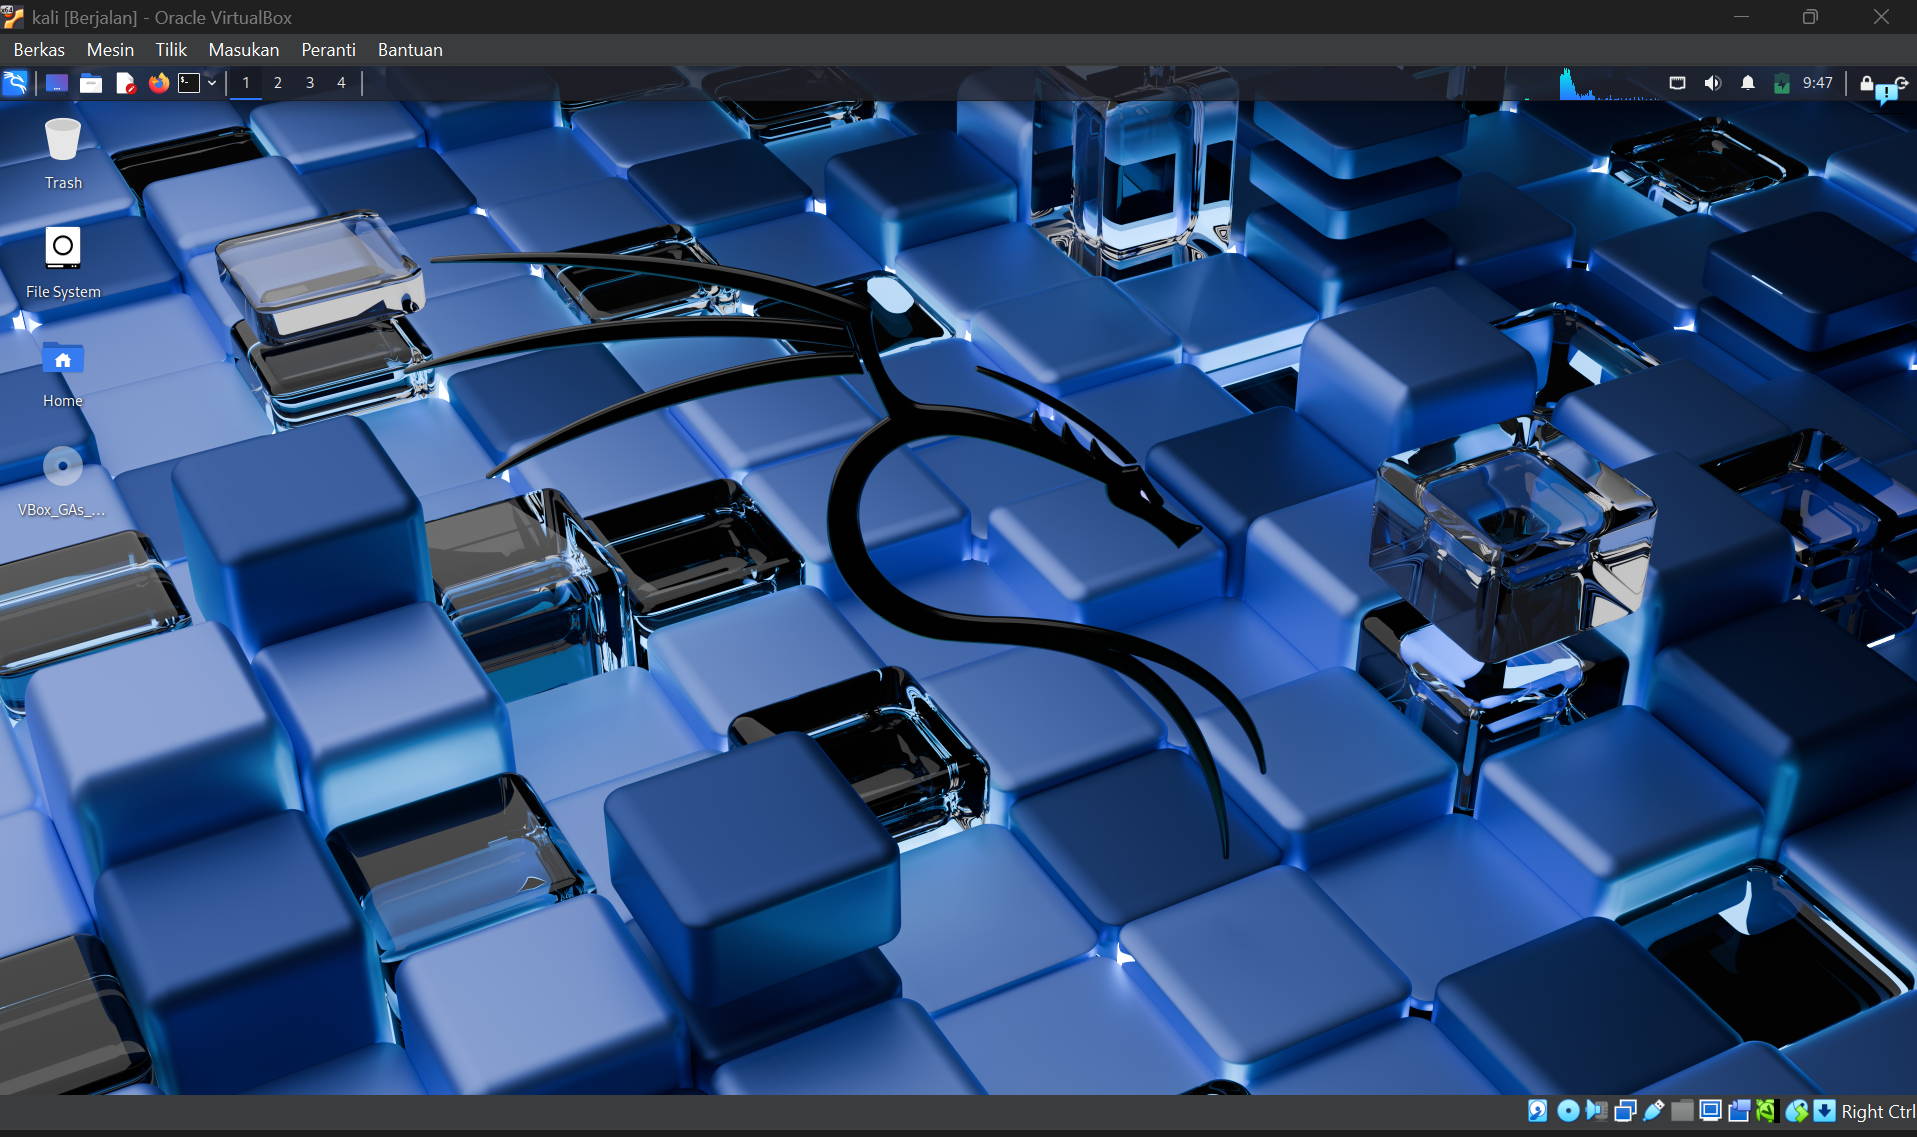 kali [Berjalan] - Oracle VirtualBox
Berkas Mesin Tilik Masukan Peranti Bantuan
1 2 3 4 9:47
Trash
File System
Home
VBox_GAs_...
Right Ctrl